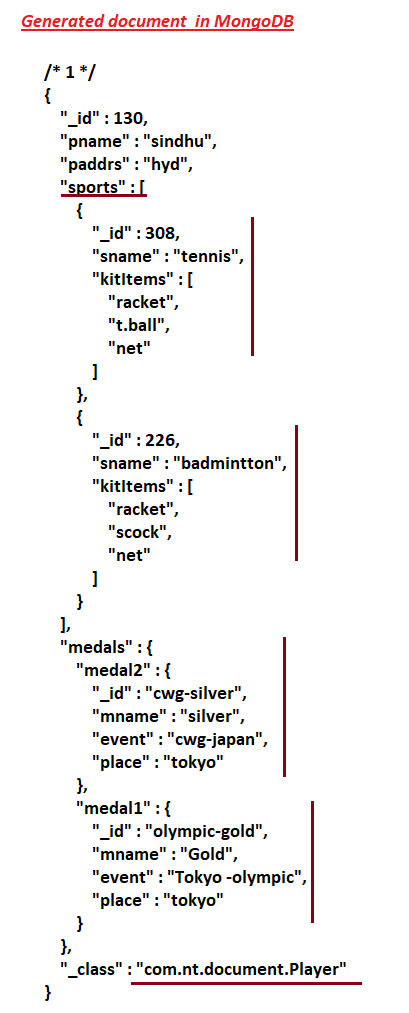 Generated document in MongoDB
/* 1 */
{
"_id" : 130,
"pname" : "sindhu",
"paddrs" : "hyd",
"sports" : [
{
"_id" : 308,
"sname" : "tennis",
"kitItems" : [
"racket",
"t.ball",
"net"
]
},
{
"_id" : 226,
"sname" : "badmintton",
"kitItems" : [
"racket",
"scock",
"net"
]
}
],
"medals" : {
"medal2" : {
"_id" : "cwg-silver",
"mname" : "silver",
"event" : "cwg-japan",
"place" : "tokyo"
},
"medal1" : {
"_id" : "olympic-gold",
"mname" : "Gold",
"event" : "Tokyo -olympic",
"place" : "tokyo"
}
},
"_class" : "com.nt.document.Player"
}